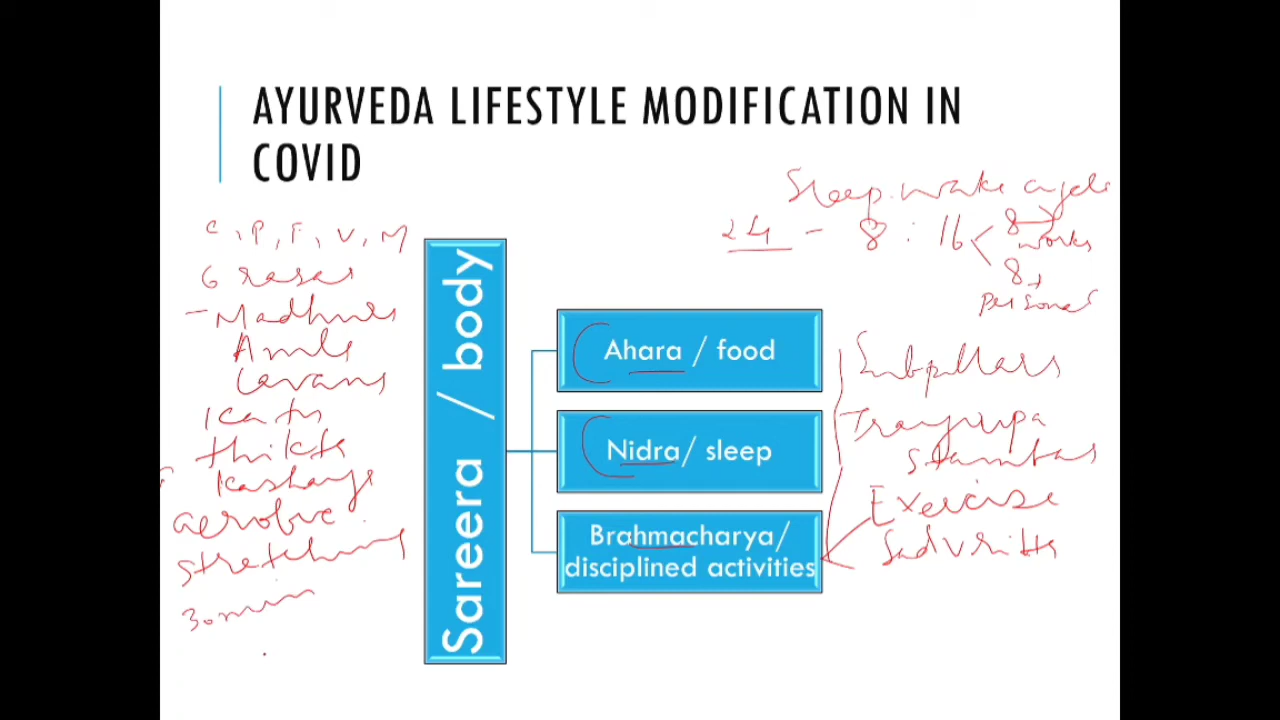 AYURVEDA LIFESTYLE MODIFICATION IN
COVID
Sleep wake cycle
24 - 8 : 16 < 8
works
8
personal
C, P, F, V, M
6 rasas
- Madhura
Amla
Lavana
Katu
thikta
Kashaya
aerobic
stretching
30 min
Sareera / body
Ahara / food
Nidra/ sleep
Brahmacharya/
disciplined activities
Subpillars
Trayupa
stambas
Exercise
Sadvritta